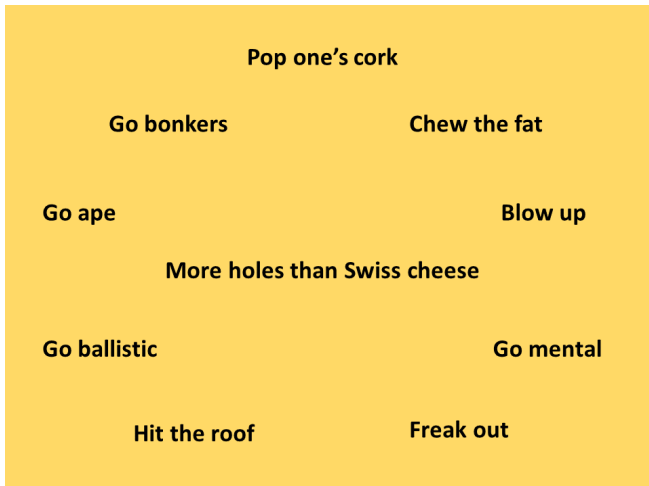 Pop one’s cork
Go bonkers
Chew the fat
Go ape
Blow up
More holes than Swiss cheese
Go ballistic
Go mental
Hit the roof
Freak out